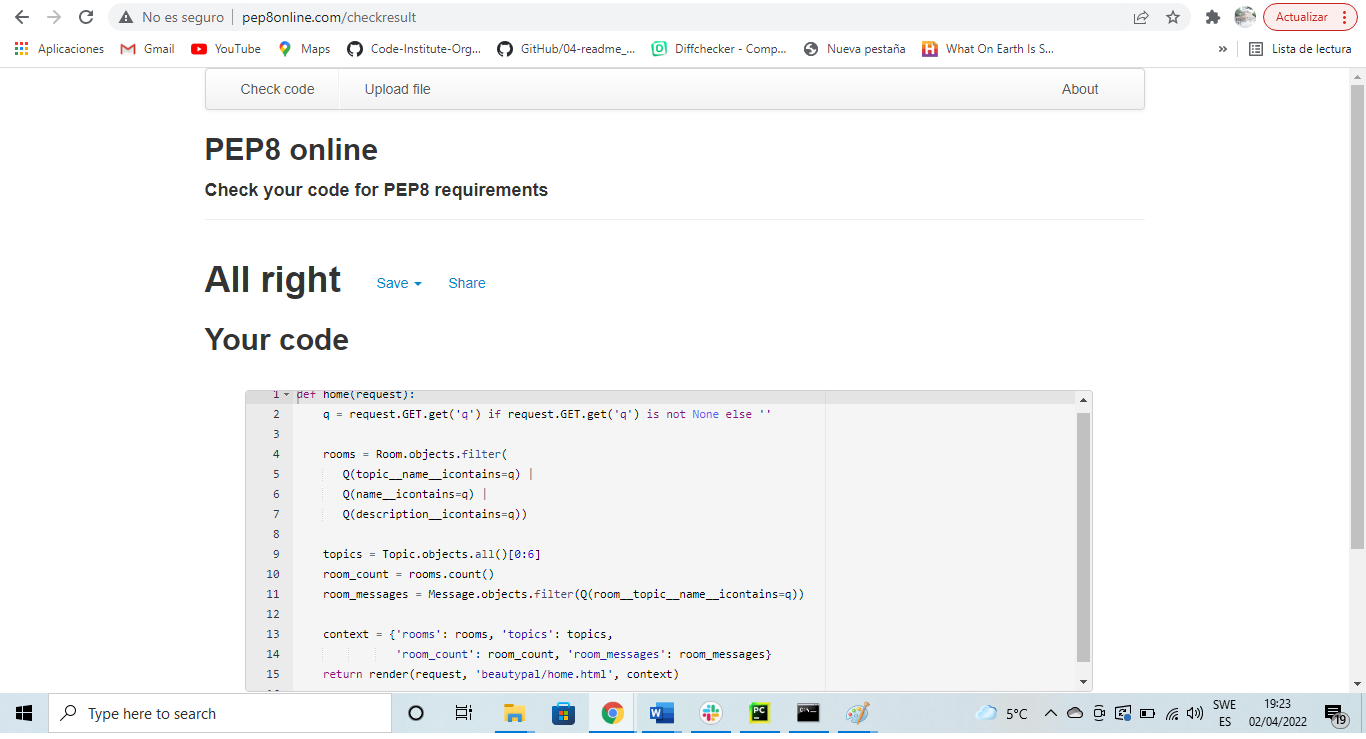 No es seguro pep8online.com/checkresult Actualizar
Aplicaciones Gmail YouTube Maps Code-Institute-Org... GitHub/04-readme_... Diffchecker - Comp... Nueva pestaña What On Earth Is S... » Lista de lectura
Check code Upload file About
PEP8 online
Check your code for PEP8 requirements
All right Save Share
Your code
1 def home(request):
2 q = request.GET.get('q') if request.GET.get('q') is not None else ''
3
4 rooms = Room.objects.filter(
5 Q(topic__name__icontains=q) |
6 Q(name__icontains=q) |
7 Q(description__icontains=q))
8
9 topics = Topic.objects.all()[0:6]
10 room_count = rooms.count()
11 room_messages = Message.objects.filter(Q(room__topic__name__icontains=q))
12
13 context = {'rooms': rooms, 'topics': topics,
14 'room_count': room_count, 'room_messages': room_messages}
15 return render(request, 'beautypal/home.html', context)
Type here to search 5°C SWE 19:23
ES 02/04/2022 19